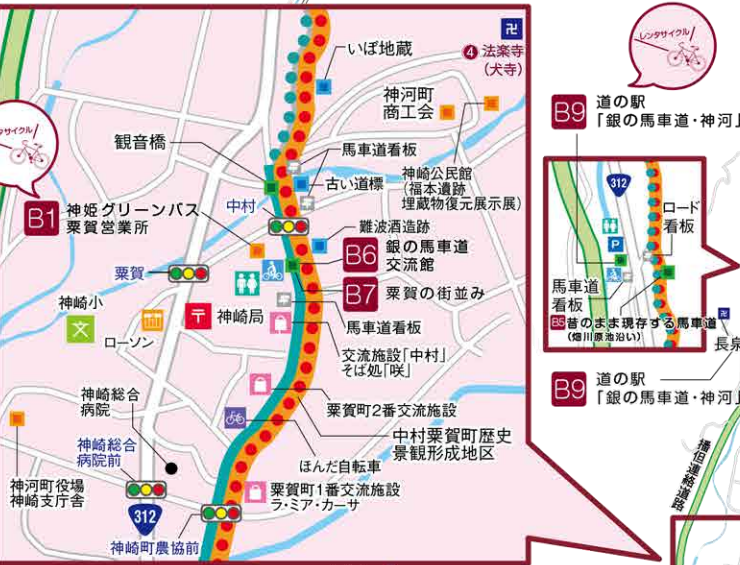 卍
いぼ地蔵
4 法楽寺
(犬寺)
レンタサイクル
神河町
商工会
B9 道の駅
「銀の馬車道・神河」
観音橋
馬車道看板
古い道標
神崎公民館
(福本遺跡
埋蔵物復元展示展)
タサイクル
B1 神姫グリーンバス
粟賀営業所
中村
難波酒造跡
B6 銀の馬車道
交流館
B7 粟賀の街並み
粟賀
神崎小
文
ローソン
〒 神崎局
馬車道看板
交流施設「中村」
そば処「咲」
312
P
ロード
看板
馬車道
看板
B5 昔のまま現存する馬車道
(畑川原池沿い)
卍
長泉
B9 道の駅
「銀の馬車道・神河」
播但連絡道路
神崎総合
病院
粟賀町2番交流施設
神崎総合
病院前
中村粟賀町歴史
景観形成地区
ほんだ自転車
神河町役場
神崎支庁舎
粟賀町1番交流施設
ラ・ミア・カーサ
312
神崎町農協前